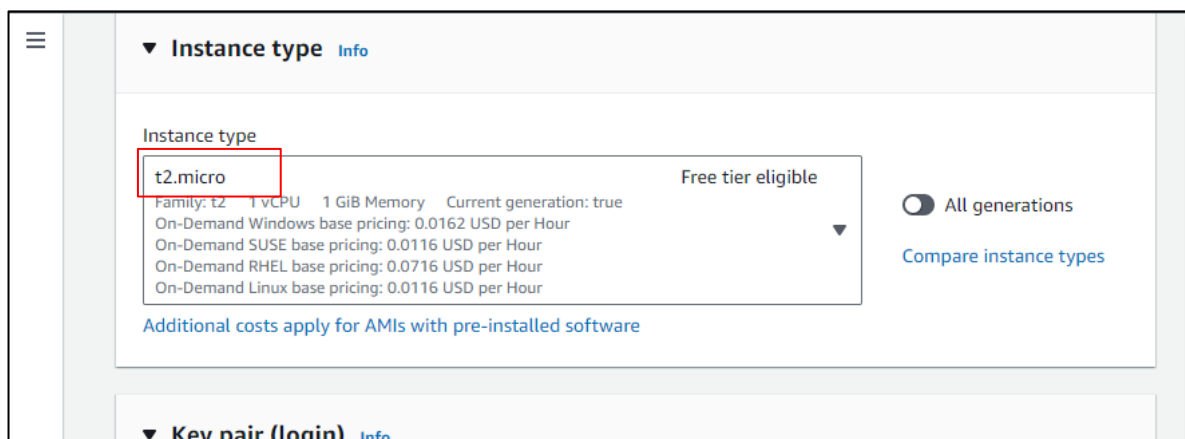 Instance type Info
Instance type
t2.micro Free tier eligible
Family: t2 1 vCPU 1 GiB Memory Current generation: true
On-Demand Windows base pricing: 0.0162 USD per Hour
On-Demand SUSE base pricing: 0.0116 USD per Hour
On-Demand RHEL base pricing: 0.0716 USD per Hour
On-Demand Linux base pricing: 0.0116 USD per Hour
All generations
Compare instance types
Additional costs apply for AMIs with pre-installed software
Key pair (login) Info